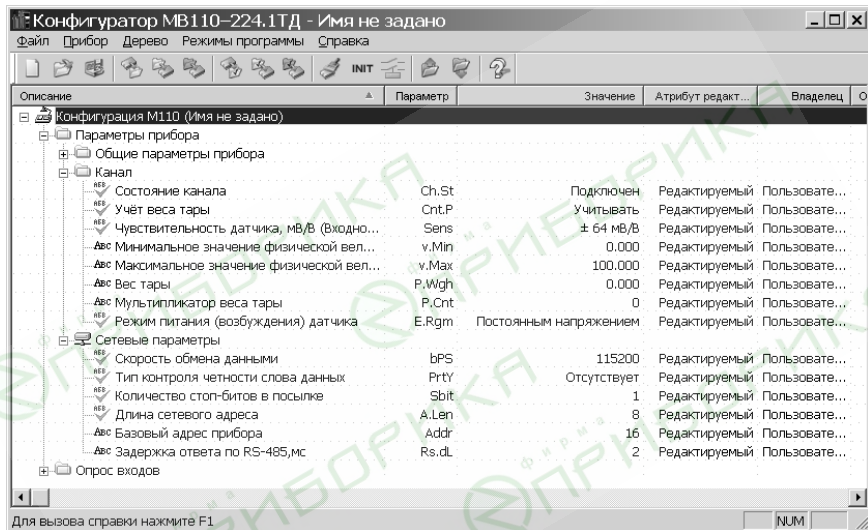 Конфигуратор МВ110–224.1ТД - Имя не задано
Файл Прибор Дерево Режимы программы Справка
INIT
Описание Параметр Значение Атрибут редакт... Владелец О
Конфигурация М110 (Имя не задано)
Параметры прибора
Общие параметры прибора
Канал
Состояние канала Ch.St Подключен Редактируемый Пользовате...
Учёт веса тары Cnt.P Учитывать Редактируемый Пользовате...
Чувствительность датчика, мВ/В (Входно... Sens ± 64 мВ/В Редактируемый Пользовате...
Минимальное значение физической вел... v.Min 0.000 Редактируемый Пользовате...
Максимальное значение физической вел... v.Max 100.000 Редактируемый Пользовате...
Вес тары P.Wgh 0.000 Редактируемый Пользовате...
Мультипликатор веса тары P.Cnt 0 Редактируемый Пользовате...
Режим питания (возбуждения) датчика E.Rgm Постоянным напряжением Редактируемый Пользовате...
Сетевые параметры
Скорость обмена данными bPS 115200 Редактируемый Пользовате...
Тип контроля четности слова данных PrtY Отсутствует Редактируемый Пользовате...
Количество стоп-битов в посылке Sbit 1 Редактируемый Пользовате...
Длина сетевого адреса A.Len 8 Редактируемый Пользовате...
Базовый адрес прибора Addr 16 Редактируемый Пользовате...
Задержка ответа по RS-485,мс Rs.dL 2 Редактируемый Пользовате...
Опрос входов
Для вызова справки нажмите F1 NUM
фирма
ПРИБОРИКА